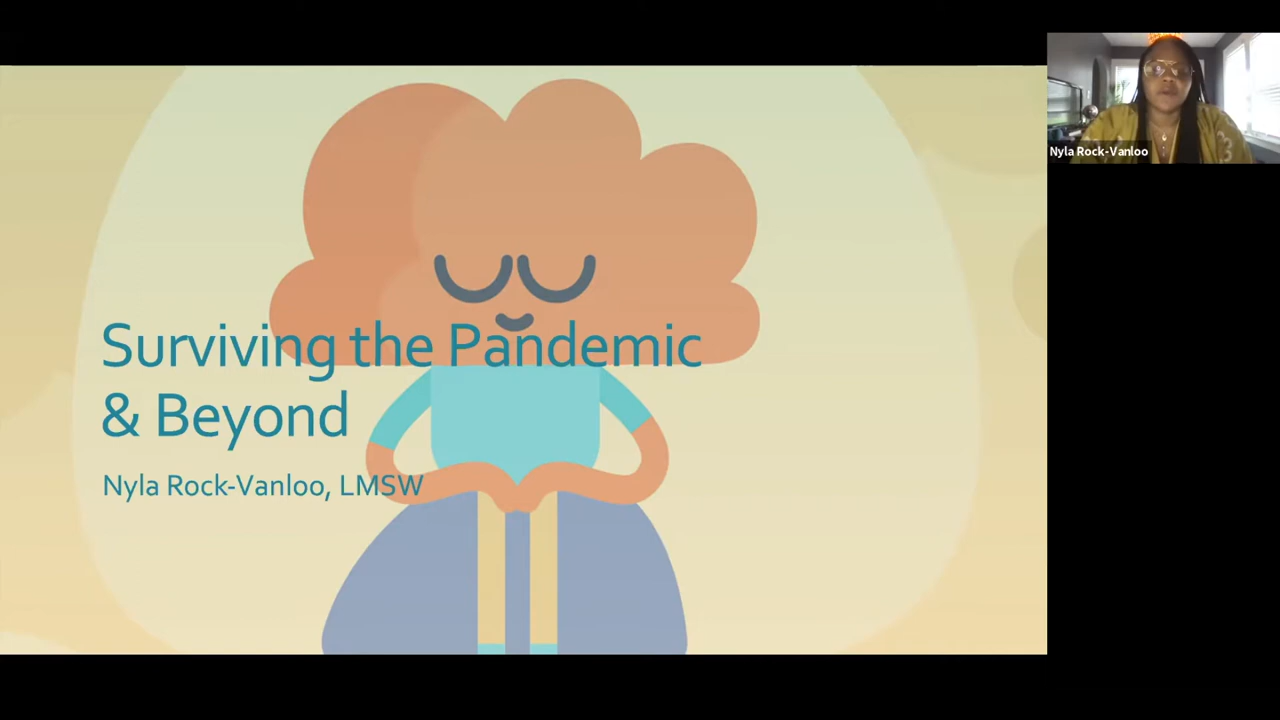 Surviving the Pandemic
& Beyond
Nyla Rock-Vanloo, LMSW
Nyla Rock-Vanloo